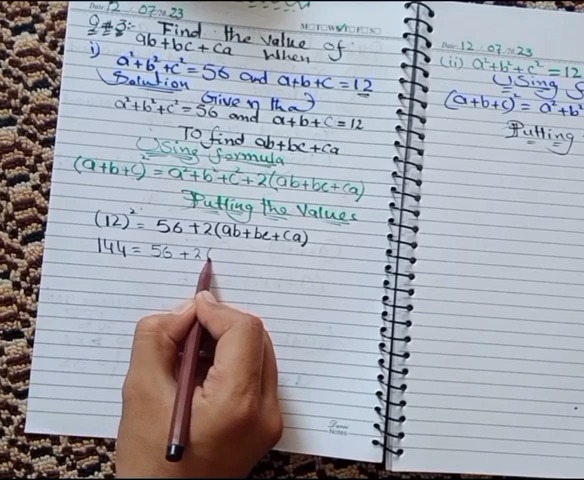 Date: 12 / 07 / 23
M T W T F S
Q#3:- Find the value of
ab+bc+ca when
i) a²+b²+c² = 56 and a+b+c = 12
Solution
Given that
a²+b²+c² = 56 and a+b+c = 12
To find ab+bc+ca
Using formula
(a+b+c)² = a²+b²+c²+2(ab+bc+ca)
Putting the values
(12)² = 56 +2(ab+bc+ca)
144 = 56 +2(
Notes
Date: 12 / 07/2023
(ii) a²+b²+c² = 12
Using
(a+b+c)² = a²+b²
Putting